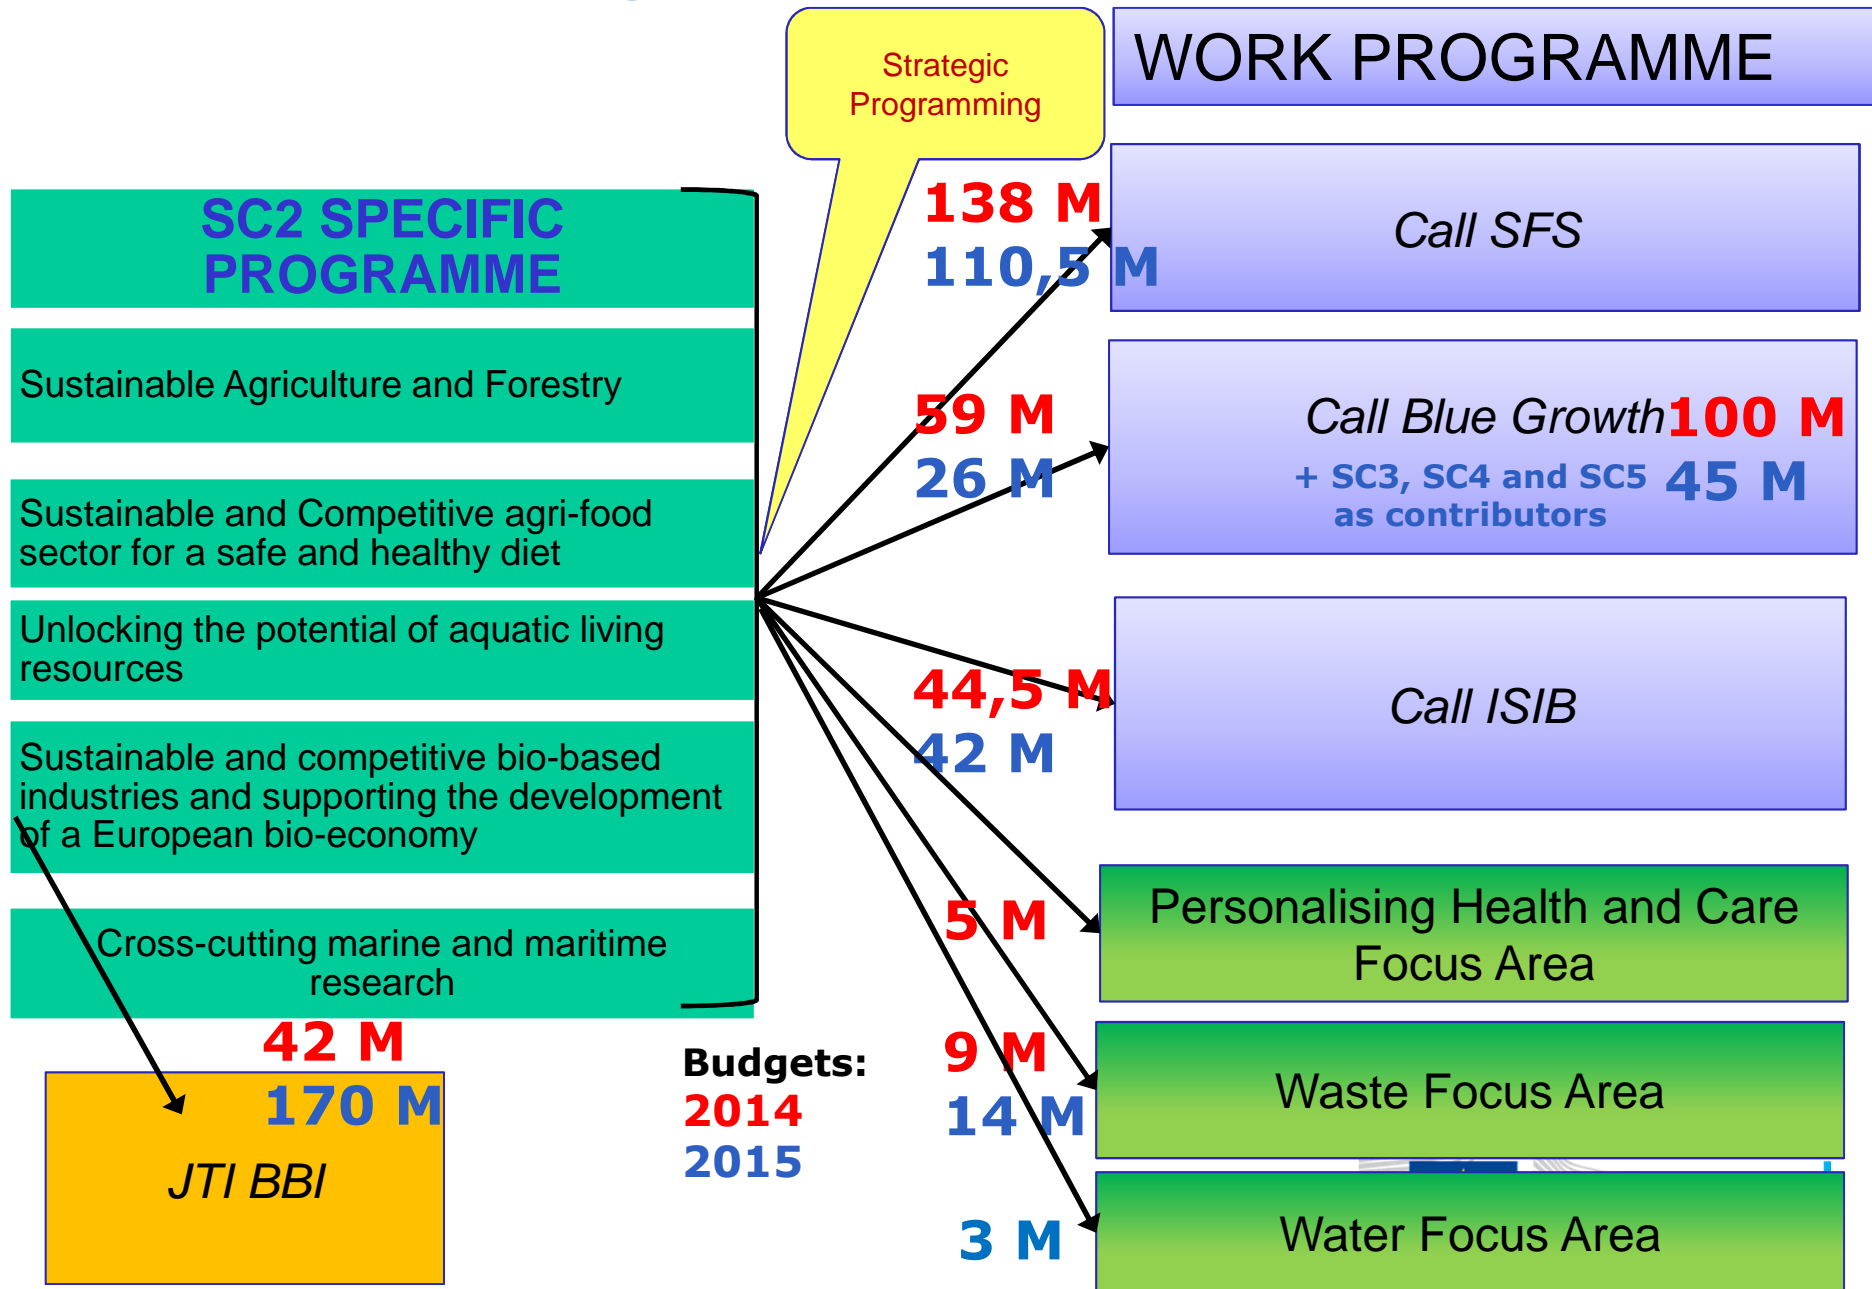 Strategic
Programming
WORK PROGRAMME
SC2 SPECIFIC
PROGRAMME
Sustainable Agriculture and Forestry
Sustainable and Competitive agri-food
sector for a safe and healthy diet
Unlocking the potential of aquatic living
resources
Sustainable and competitive bio-based
industries and supporting the development
of a European bio-economy
Cross-cutting marine and maritime
research
42 M
170 M
JTI BBI
Budgets:
2014
2015
138 M
110,5 M
Call SFS
59 M
26 M
Call Blue Growth 100 M
+ SC3, SC4 and SC5 45 M
as contributors
44,5 M
42 M
Call ISIB
5 M
Personalising Health and Care
Focus Area
9 M
14 M
Waste Focus Area
3 M
Water Focus Area